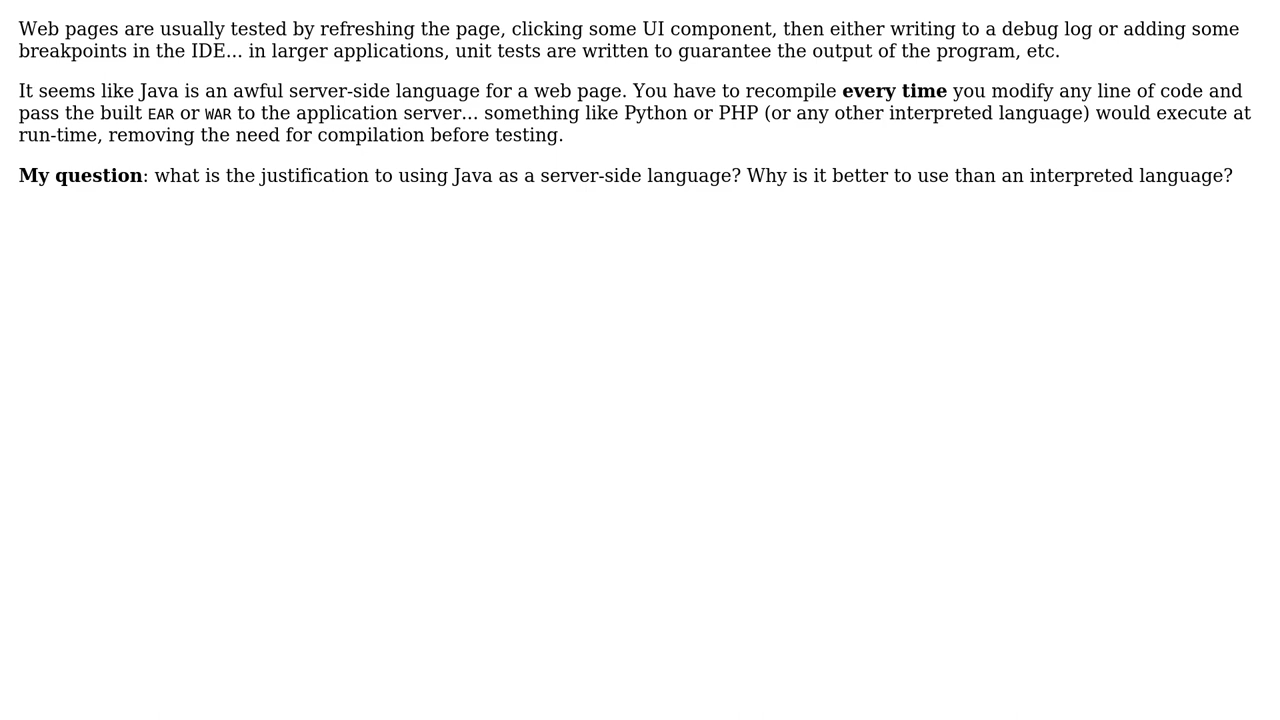 Web pages are usually tested by refreshing the page, clicking some UI component, then either writing to a debug log or adding some
breakpoints in the IDE... in larger applications, unit tests are written to guarantee the output of the program, etc.
It seems like Java is an awful server-side language for a web page. You have to recompile every time you modify any line of code and
pass the built EAR or WAR to the application server... something like Python or PHP (or any other interpreted language) would execute at
run-time, removing the need for compilation before testing.
My question: what is the justification to using Java as a server-side language? Why is it better to use than an interpreted language?